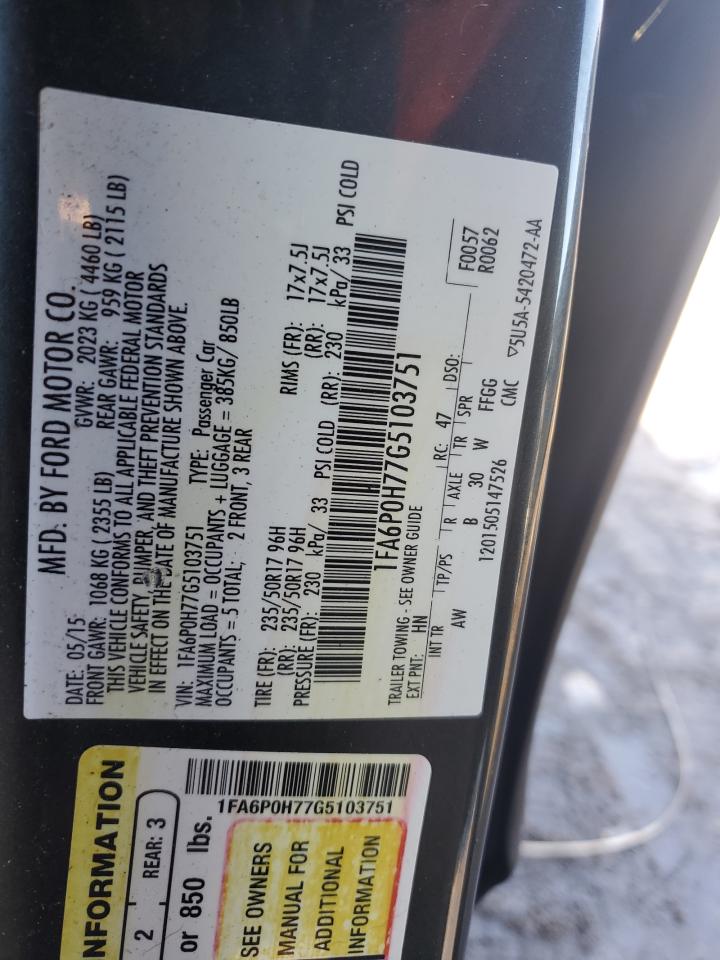 MFD. BY FORD MOTOR CO.
DATE: 05/15 GVWR: 2023 KG ( 4460 LB)
FRONT GAWR: 1068 KG ( 2355 LB) REAR GAWR: 959 KG ( 2115 LB)
THIS VEHICLE CONFORMS TO ALL APPLICABLE FEDERAL MOTOR
VEHICLE SAFETY, BUMPER, AND THEFT PREVENTION STANDARDS
IN EFFECT ON THE DATE OF MANUFACTURE SHOWN ABOVE.
VIN: 1FA6P0H77G5103751 TYPE: Passenger Car
MAXIMUM LOAD = OCCUPANTS + LUGGAGE = 385KG/ 850LB
OCCUPANTS = 5 TOTAL; 2 FRONT, 3 REAR
TIRE (FR): 235/50R17 96H RIMS (FR): 17x7.5J
(RR): 235/50R17 96H (RR): 17x7.5J
PRESSURE (FR): 230 kPa/ 33 PSI COLD (RR): 230 kPa/ 33 PSI COLD
1FA6P0H77G5103751
TRAILER TOWING - SEE OWNER GUIDE
EXT PNT: HN RC: 47 DSO: F0057
R0062
INT TR TP/PS R AXLE TR SPR
AW B 30 W FFGG
1201505147526 CMC ▽5U5A-5420472-AA
NFORMATION
2 REAR: 3
or 850 lbs.
1FA6P0H77G5103751
SEE OWNERS
MANUAL FOR
ADDITIONAL
INFORMATION